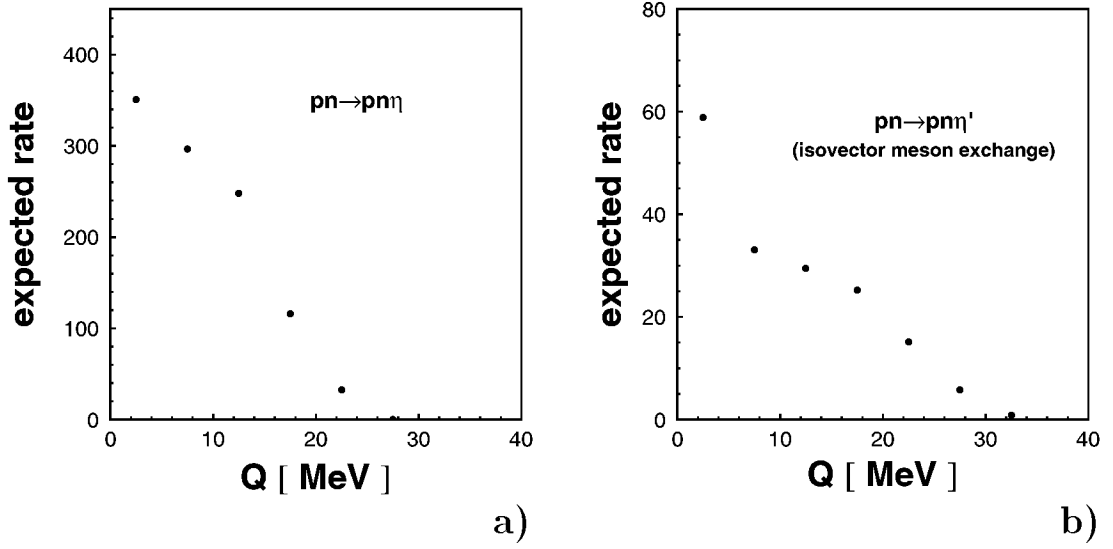 expected rate
400
300
200
100
0
pn→pnη
0 10 20 30 40
Q [ MeV ]
a)
expected rate
80
60
40
20
0
pn→pnη'
(isovector meson exchange)
0 10 20 30 40
Q [ MeV ]
b)